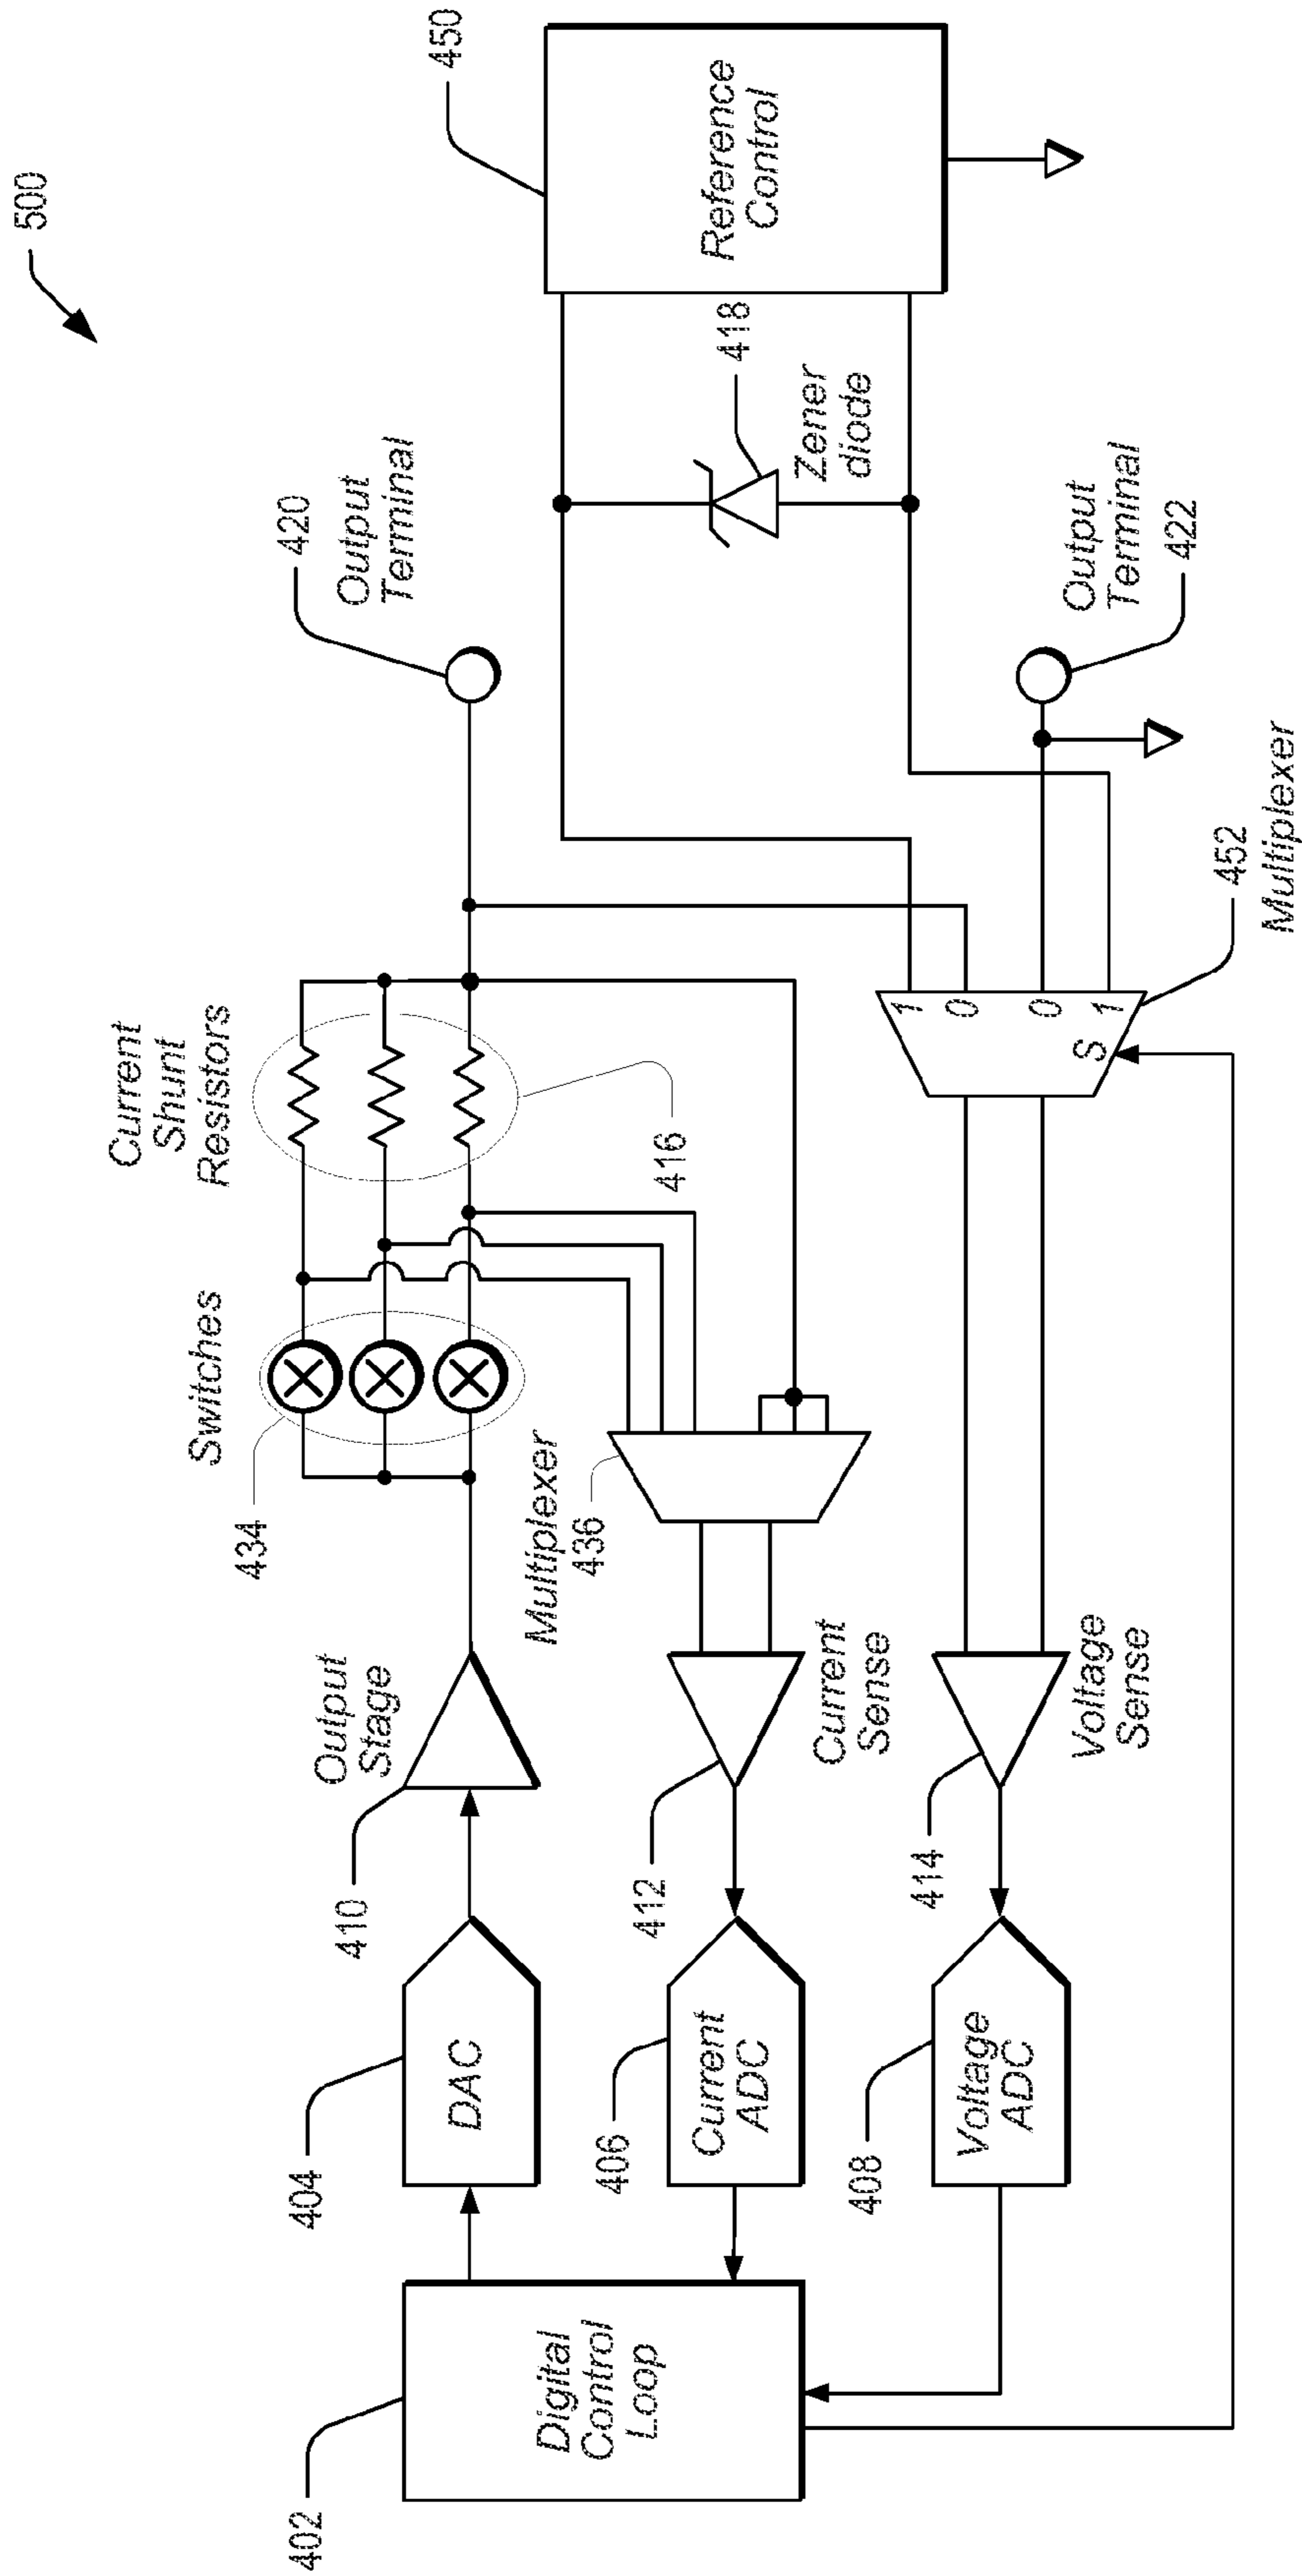 500
Current
Shunt
Resistors
420
Output
Terminal
450
Switches
434
416
Reference
Control
Output
Stage
410
Multiplexer
436
418
Zener
diode
404
DAC
412
Current
Sense
Output
Terminal
422
402
Digital
Control
Loop
406
Current
ADC
1
0
0
1
S
452
Multiplexer
414
Voltage
Sense
408
Voltage
ADC